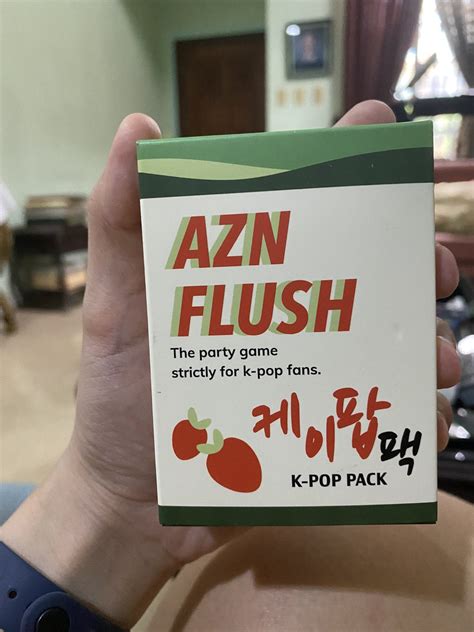 AZN
FLUSH
The party game
strictly for k-pop fans.
케이팝
팩
K-POP PACK